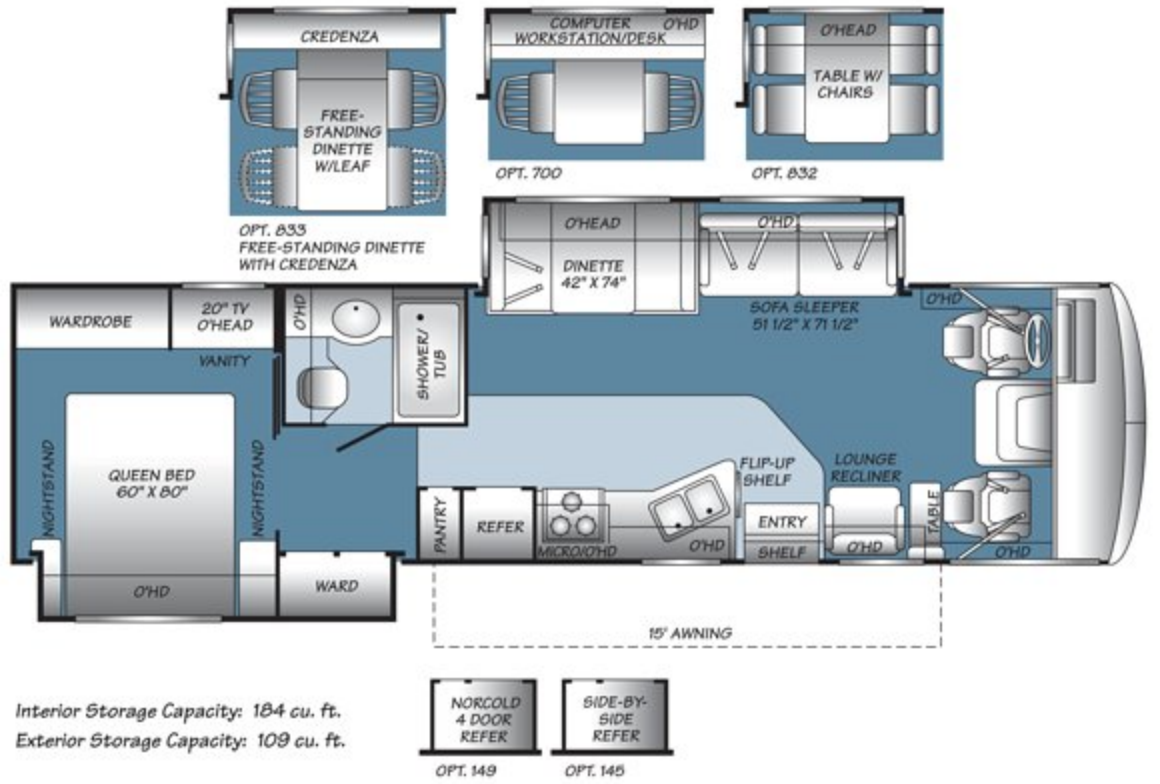 CREDENZA
FREE-
STANDING
DINETTE
W/LEAF
OPT. 833
FREE-STANDING DINETTE
WITH CREDENZA
COMPUTER O'HD
WORKSTATION/DESK
OPT. 700
O'HEAD
TABLE W/
CHAIRS
OPT. 832
O'HEAD
DINETTE
42" X 74"
O'HD
SOFA SLEEPER
51 1/2" X 71 1/2"
O'HD
WARDROBE
20" TV
O'HEAD
VANITY
O'HD
SHOWER/
TUB
NIGHTSTAND
QUEEN BED
60" X 80"
NIGHTSTAND
O'HD
WARD
PANTRY
REFER
MICRO/O'HD
O'HD
FLIP-UP
SHELF
ENTRY
SHELF
LOUNGE
RECLINER
O'HD
TABLE
O'HD
15' AWNING
Interior Storage Capacity: 184 cu. ft.
Exterior Storage Capacity: 109 cu. ft.
NORCOLD
4 DOOR
REFER
OPT. 149
SIDE-BY-
SIDE
REFER
OPT. 145